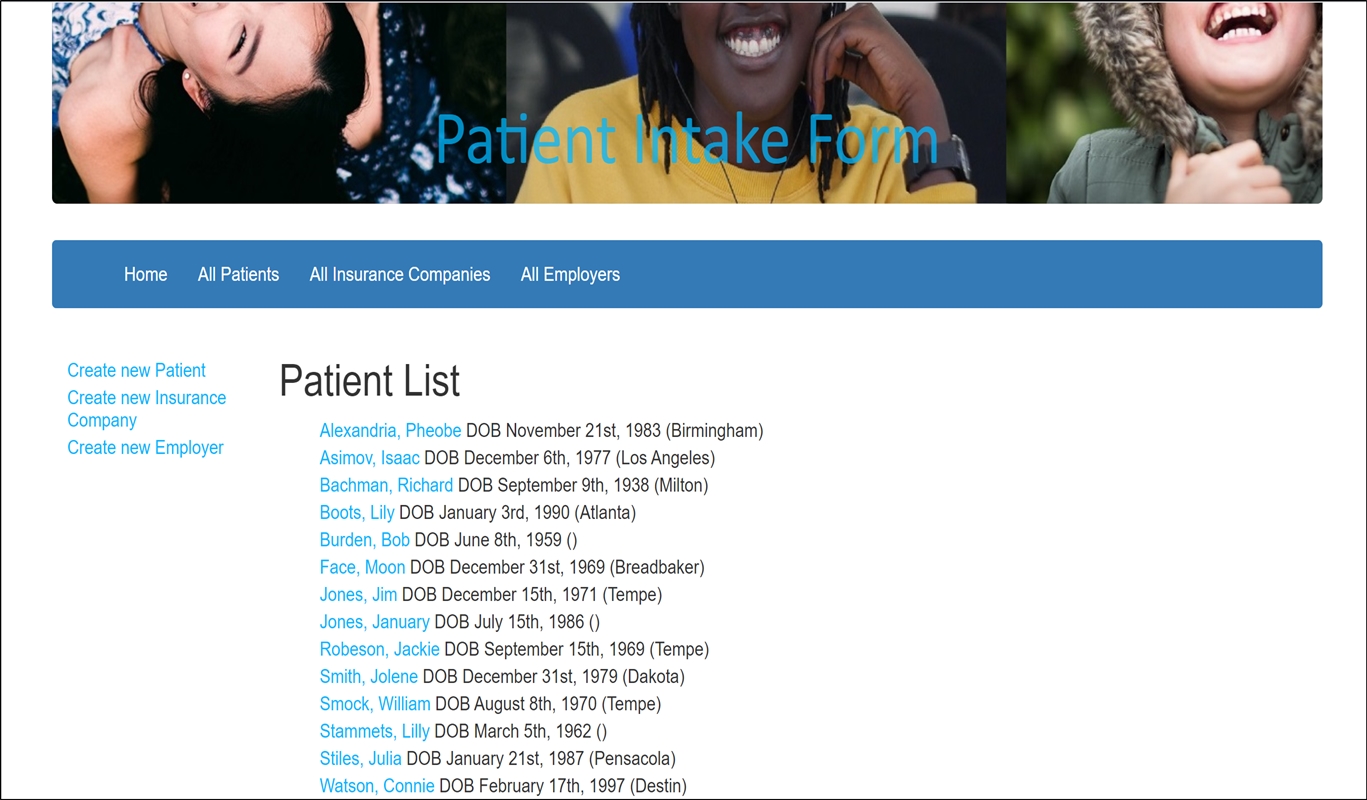 Patient Intake Form
Home All Patients All Insurance Companies All Employers
Create new Patient
Create new Insurance
Company
Create new Employer
Patient List
Alexandria, Pheobe DOB November 21st, 1983 (Birmingham)
Asimov, Isaac DOB December 6th, 1977 (Los Angeles)
Bachman, Richard DOB September 9th, 1938 (Milton)
Boots, Lily DOB January 3rd, 1990 (Atlanta)
Burden, Bob DOB June 8th, 1959 ()
Face, Moon DOB December 31st, 1969 (Breadbaker)
Jones, Jim DOB December 15th, 1971 (Tempe)
Jones, January DOB July 15th, 1986 ()
Robeson, Jackie DOB September 15th, 1969 (Tempe)
Smith, Jolene DOB December 31st, 1979 (Dakota)
Smock, William DOB August 8th, 1970 (Tempe)
Stammets, Lilly DOB March 5th, 1962 ()
Stiles, Julia DOB January 21st, 1987 (Pensacola)
Watson, Connie DOB February 17th, 1997 (Destin)